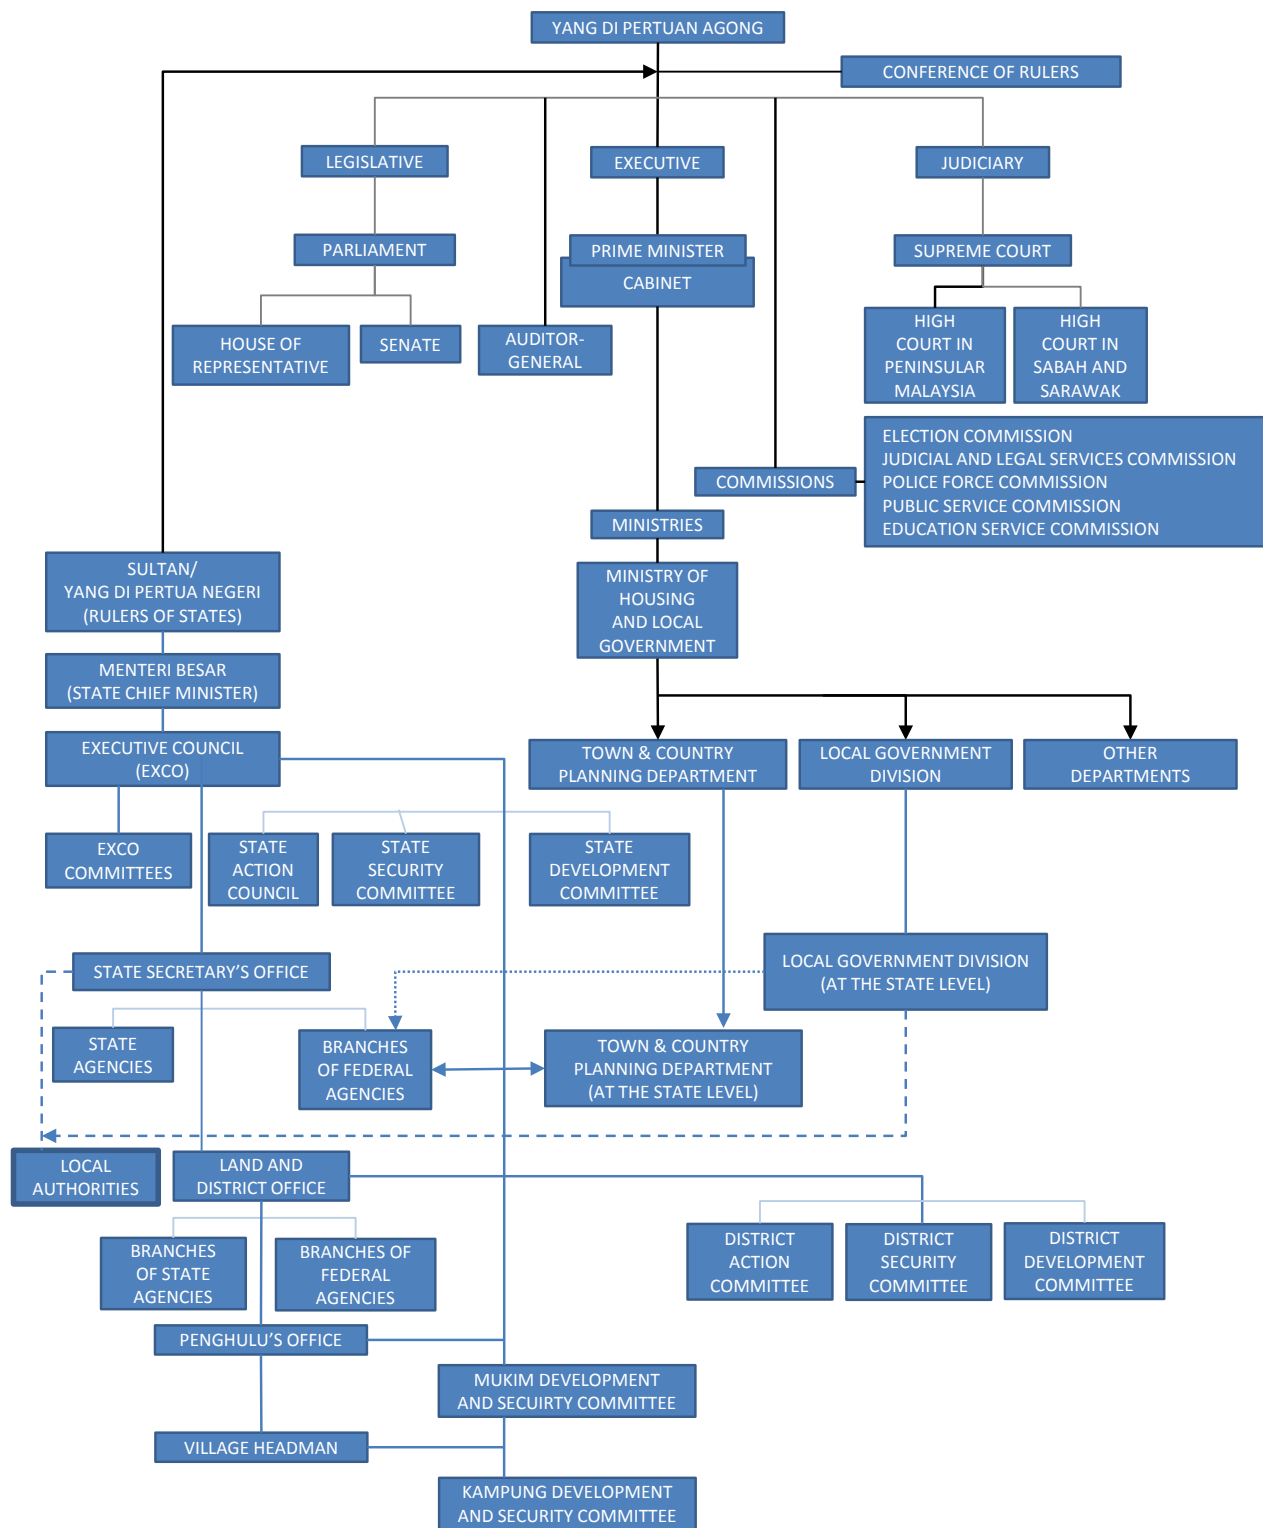 YANG DI PERTUAN AGONG
CONFERENCE OF RULERS
LEGISLATIVE
EXECUTIVE
JUDICIARY
PARLIAMENT
PRIME MINISTER
CABINET
SUPREME COURT
HOUSE OF
REPRESENTATIVE
SENATE
AUDITOR-
GENERAL
HIGH
COURT IN
PENINSULAR
MALAYSIA
HIGH
COURT IN
SABAH AND
SARAWAK
COMMISSIONS
ELECTION COMMISSION
JUDICIAL AND LEGAL SERVICES COMMISSION
POLICE FORCE COMMISSION
PUBLIC SERVICE COMMISSION
EDUCATION SERVICE COMMISSION
MINISTRIES
SULTAN/
YANG DI PERTUA NEGERI
(RULERS OF STATES)
MINISTRY OF
HOUSING
AND LOCAL
GOVERNMENT
MENTERI BESAR
(STATE CHIEF MINISTER)
EXECUTIVE COUNCIL
(EXCO)
TOWN & COUNTRY
PLANNING DEPARTMENT
LOCAL GOVERNMENT
DIVISION
OTHER
DEPARTMENTS
EXCO
COMMITTEES
STATE
ACTION
COUNCIL
STATE
SECURITY
COMMITTEE
STATE
DEVELOPMENT
COMMITTEE
STATE SECRETARY’S OFFICE
LOCAL GOVERNMENT DIVISION
(AT THE STATE LEVEL)
STATE
AGENCIES
BRANCHES
OF FEDERAL
AGENCIES
TOWN & COUNTRY
PLANNING DEPARTMENT
(AT THE STATE LEVEL)
LOCAL
AUTHORITIES
LAND AND
DISTRICT OFFICE
BRANCHES
OF STATE
AGENCIES
BRANCHES OF
FEDERAL
AGENCIES
DISTRICT
ACTION
COMMITTEE
DISTRICT
SECURITY
COMMITTEE
DISTRICT
DEVELOPMENT
COMMITTEE
PENGHULU’S OFFICE
MUKIM DEVELOPMENT
AND SECUIRTY COMMITTEE
VILLAGE HEADMAN
KAMPUNG DEVELOPMENT
AND SECURITY COMMITTEE